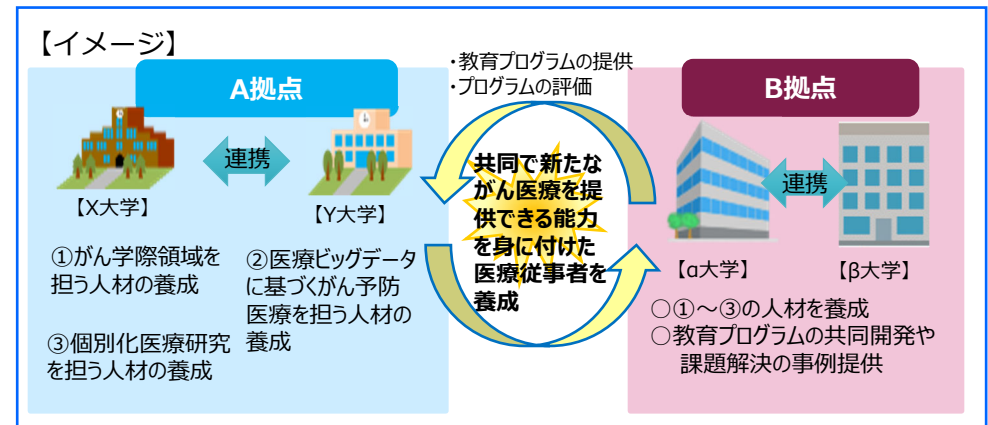 【イメージ】
A拠点
連携
【X大学】
【Y大学】
①がん学際領域を
担う人材の養成
③個別化医療研究
を担う人材の養成
②医療ビッグデータ
に基づくがん予防
医療を担う人材の
養成
・教育プログラムの提供
・プログラムの評価
共同で新たな
がん医療を提
供できる能力
を身に付けた
医療従事者を
養成
B拠点
連携
【α大学】
【β大学】
○①～③の人材を養成
○教育プログラムの共同開発や
課題解決の事例提供